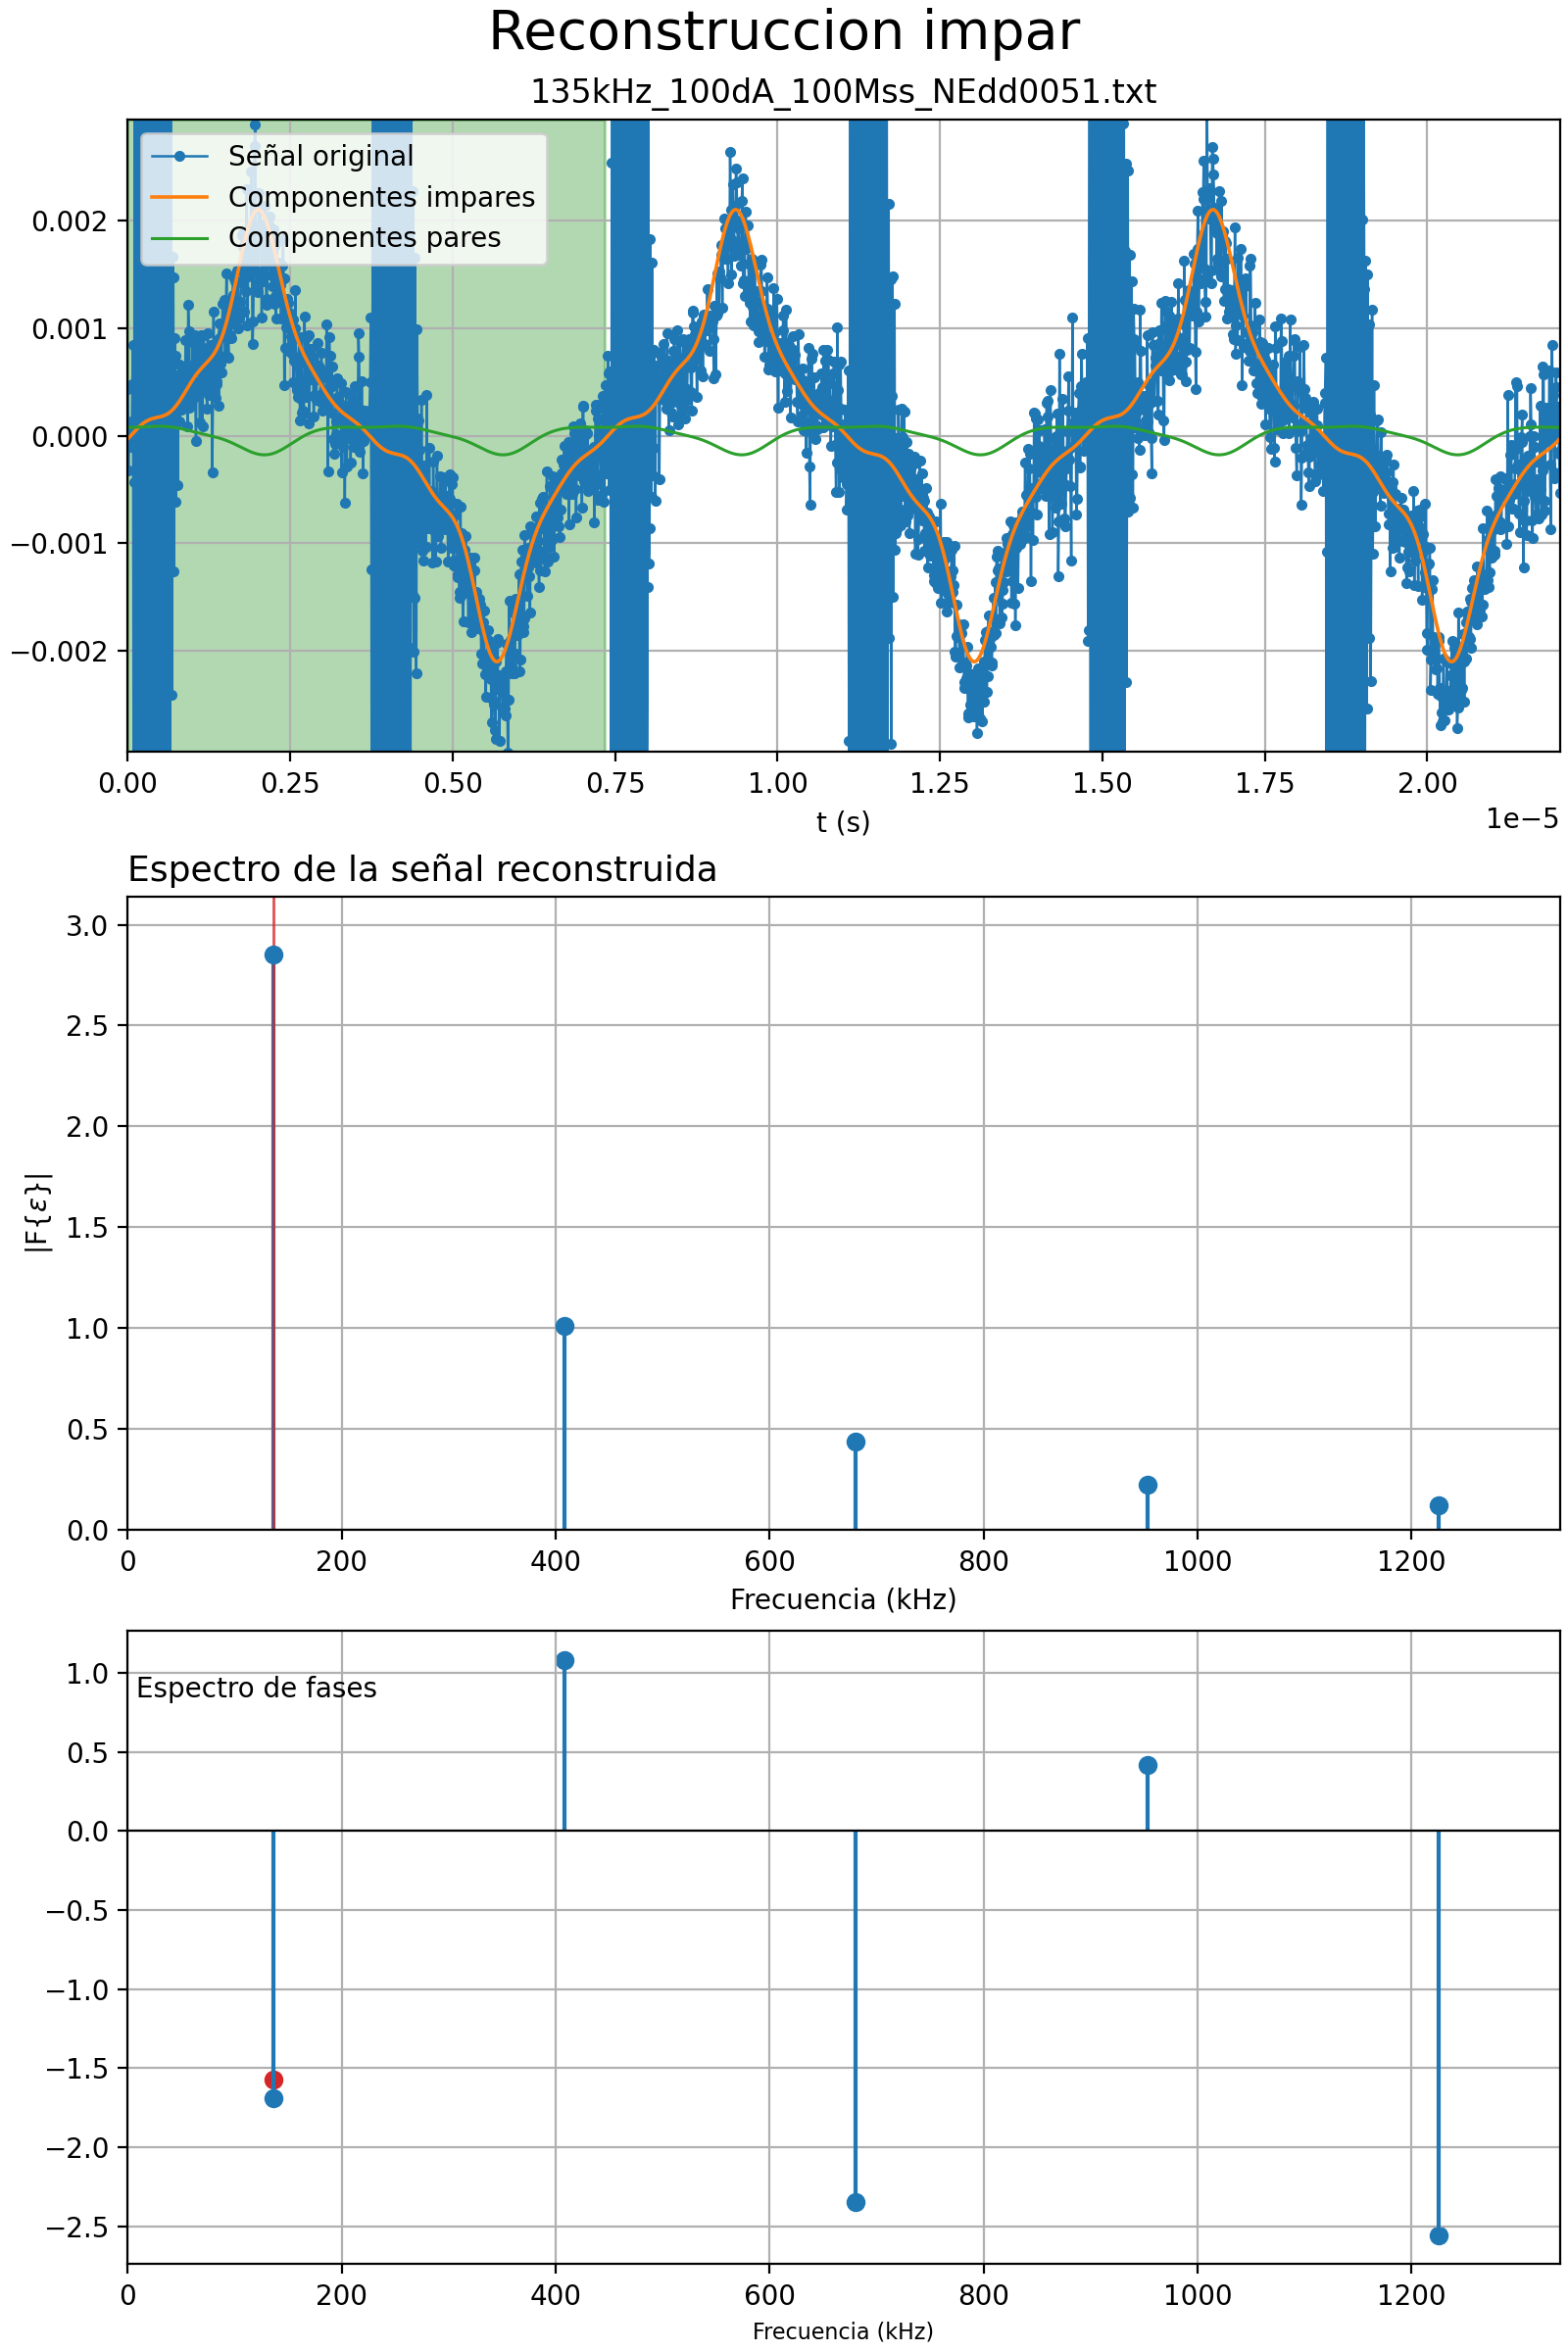 Reconstruccion impar
135kHz_100dA_100Mss_NEdd0051.txt
Señal original
Componentes impares
Componentes pares
0.002
0.001
0.000
−0.001
−0.002
0.00 0.25 0.50 0.75 1.00 1.25 1.50 1.75 2.00
1e−5
t (s)
Espectro de la señal reconstruida
3.0
2.5
2.0
1.5
1.0
0.5
0.0
|F{ε}|
0 200 400 600 800 1000 1200
Frecuencia (kHz)
Espectro de fases
1.0
0.5
0.0
−0.5
−1.0
−1.5
−2.0
−2.5
0 200 400 600 800 1000 1200
Frecuencia (kHz)